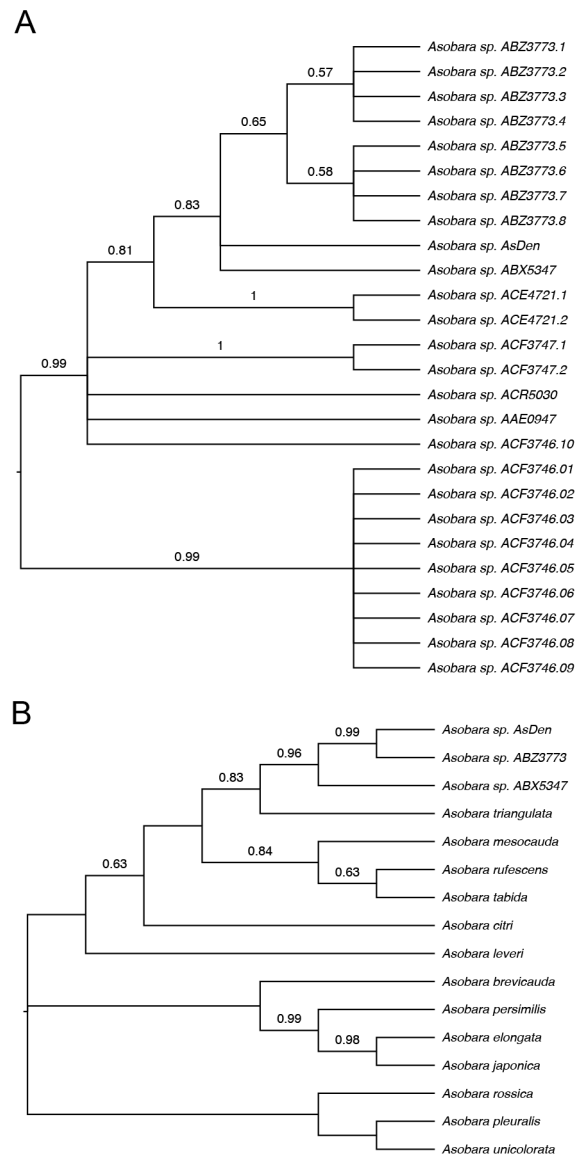 A
Asobara sp. ABZ3773.1
0.57
Asobara sp. ABZ3773.2
Asobara sp. ABZ3773.3
Asobara sp. ABZ3773.4
0.65
Asobara sp. ABZ3773.5
0.58
Asobara sp. ABZ3773.6
Asobara sp. ABZ3773.7
0.83
Asobara sp. ABZ3773.8
Asobara sp. AsDen
0.81
Asobara sp. ABX5347
1
Asobara sp. ACE4721.1
Asobara sp. ACE4721.2
1
Asobara sp. ACF3747.1
0.99
Asobara sp. ACF3747.2
Asobara sp. ACR5030
Asobara sp. AAE0947
Asobara sp. ACF3746.10
Asobara sp. ACF3746.01
Asobara sp. ACF3746.02
Asobara sp. ACF3746.03
Asobara sp. ACF3746.04
0.99
Asobara sp. ACF3746.05
Asobara sp. ACF3746.06
Asobara sp. ACF3746.07
Asobara sp. ACF3746.08
Asobara sp. ACF3746.09
B
Asobara sp. AsDen
0.99
Asobara sp. ABZ3773
0.96
Asobara sp. ABX5347
0.83
Asobara triangulata
Asobara mesocauda
0.84
Asobara rufescens
0.63
0.63
Asobara tabida
Asobara citri
Asobara leveri
Asobara brevicauda
Asobara persimilis
0.99
Asobara elongata
0.98
Asobara japonica
Asobara rossica
Asobara pleuralis
Asobara unicolorata